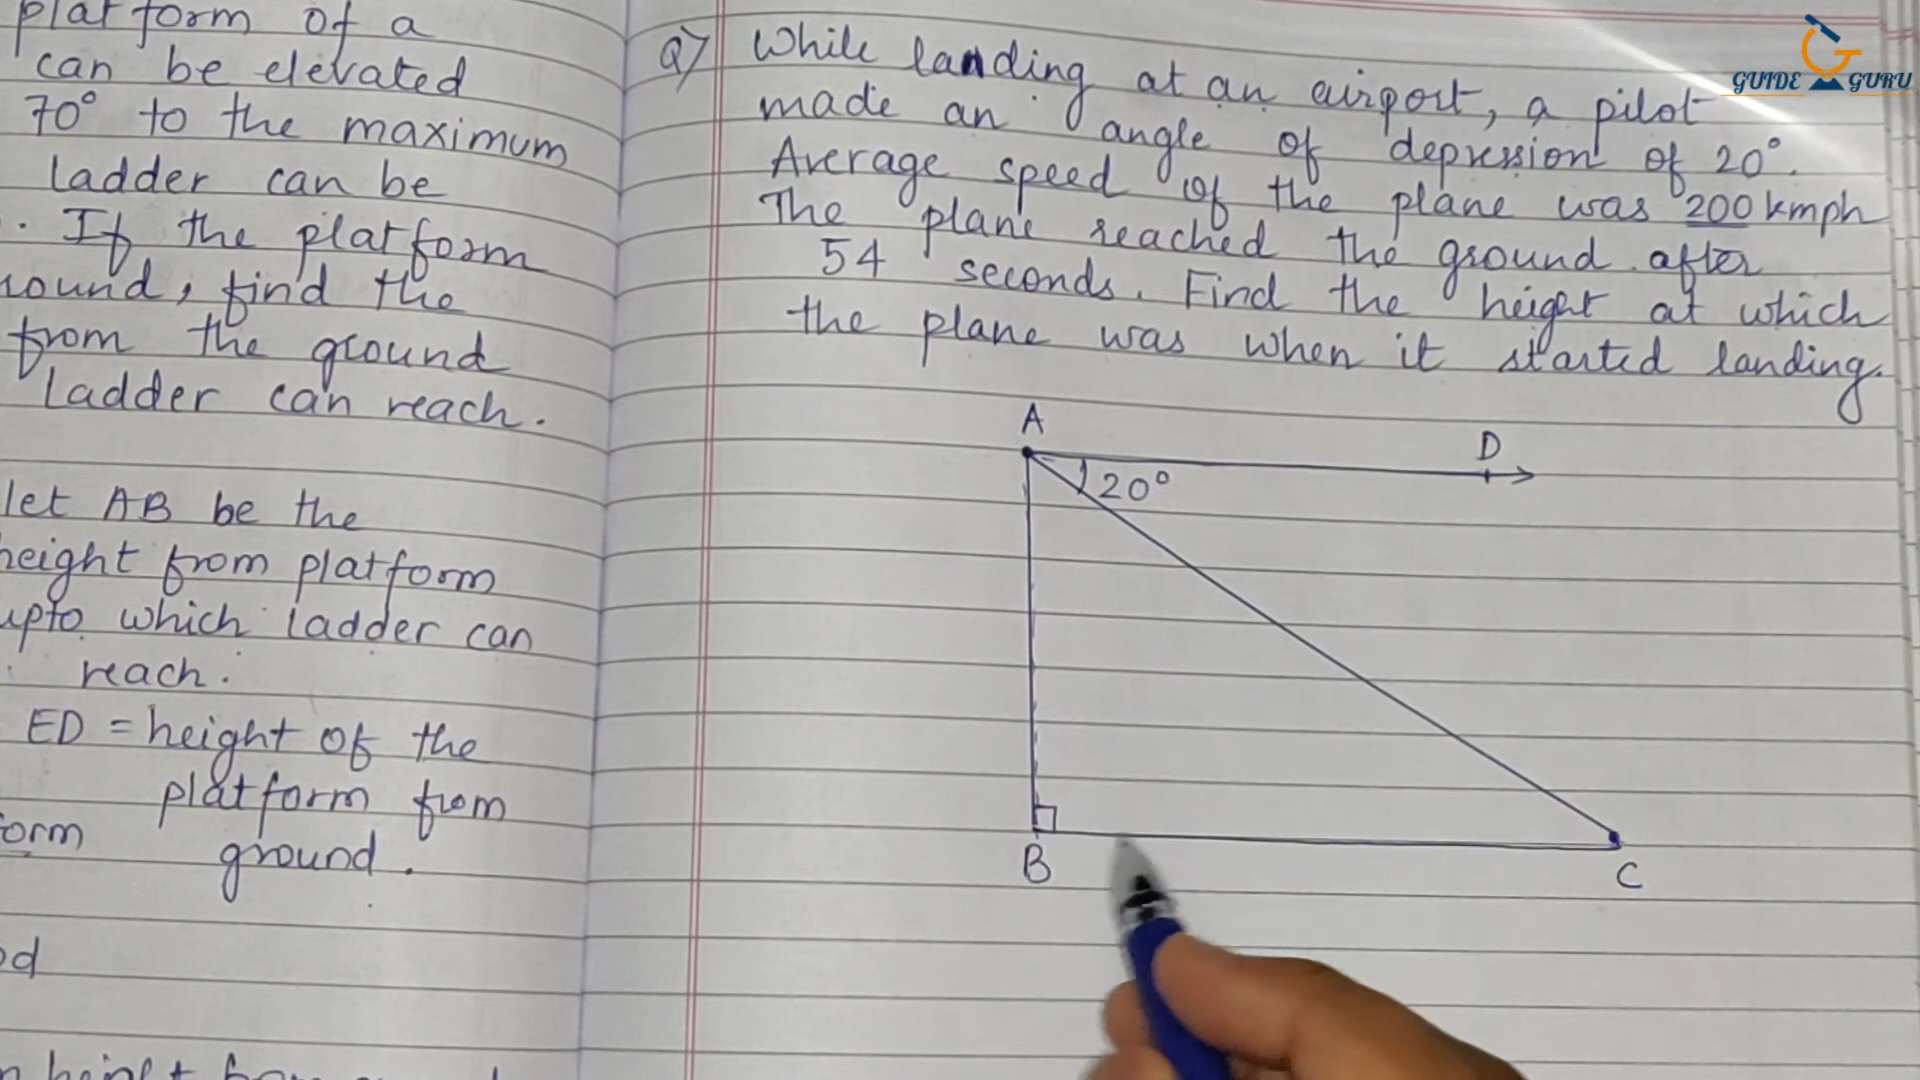 platform of a
can be elevated
70° to the maximum
ladder can be
. If the platform
find the
from the ground
ladder can reach.
let AB be the
height from platform
upto which ladder can
reach.
ED = height of the
platform from
ground.
Q7 While landing at an airport, a pilot
made an angle of depression of 20°.
Average speed of the plane was 200 kmph
The plane reached the ground after
54 seconds. Find the height at which
the plane was when it started landing.
A
D
20°
B
C
GUIDE GURU